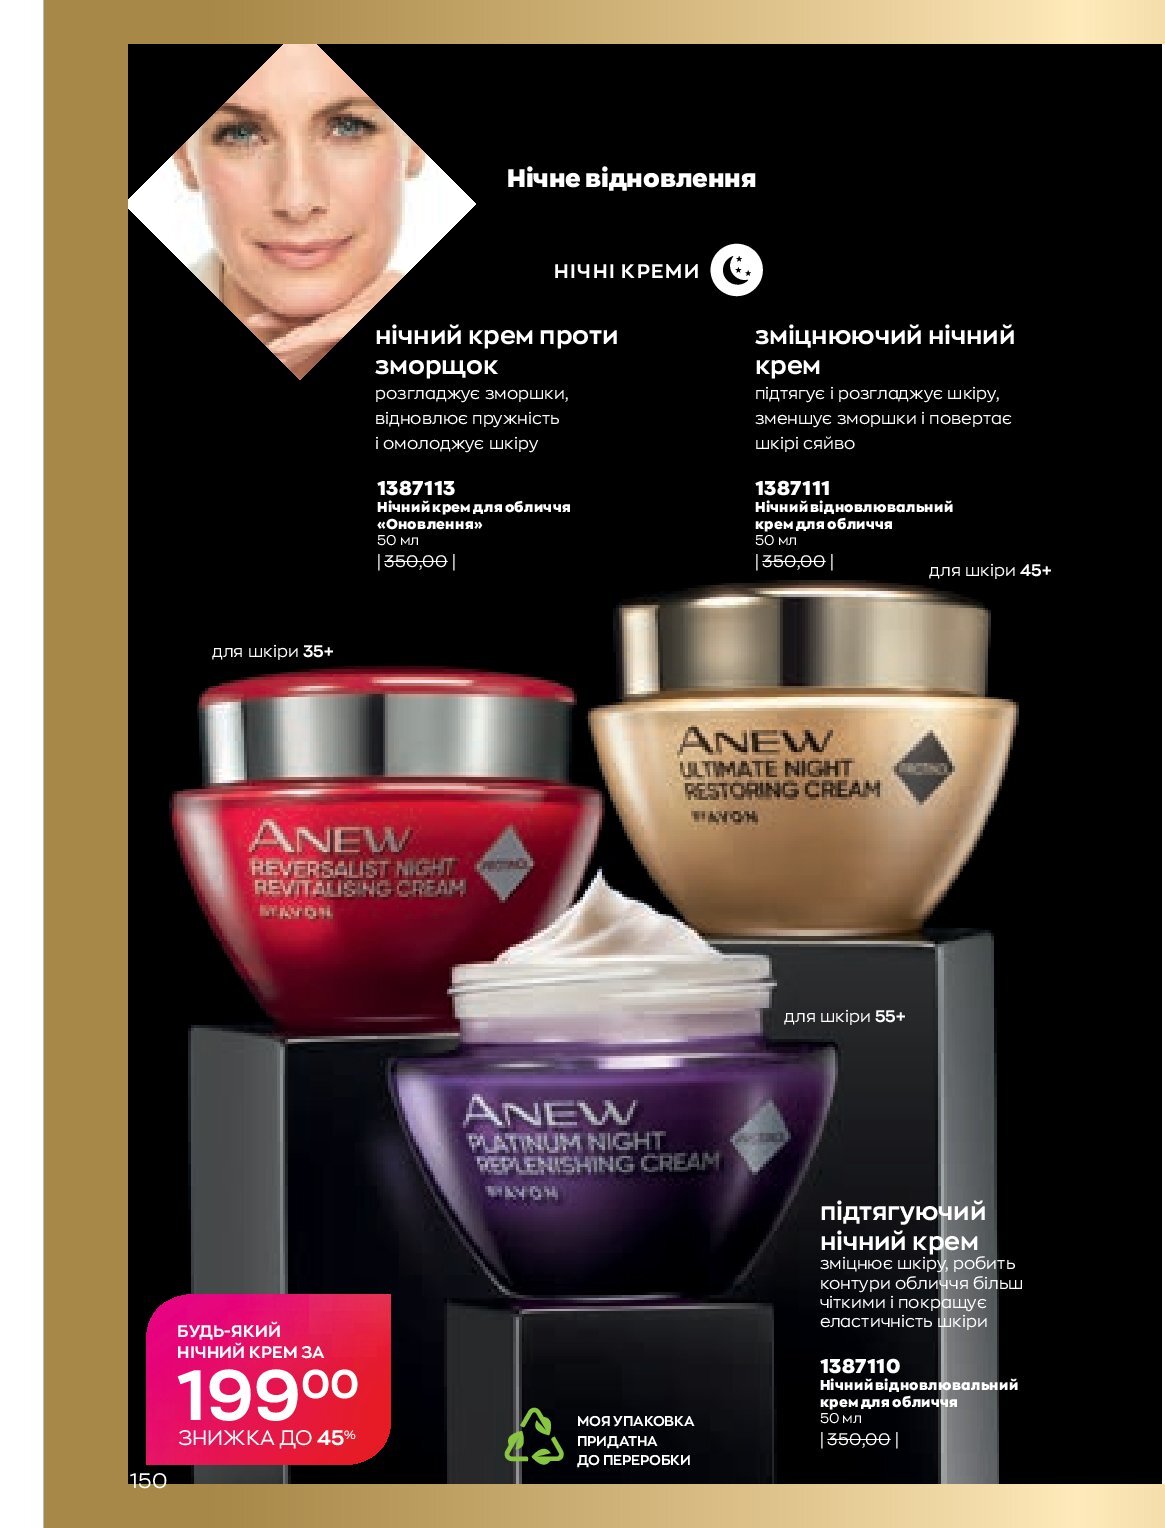 Нічне відновлення
НІЧНІ КРЕМИ
нічний крем проти
зморщок
розгладжує зморшки,
відновлює пружність
і омолоджує шкіру
1387113
Нічний крем для обличчя
«Оновлення»
50 мл
| 350,00 |
зміцнюючий нічний
крем
підтягує і розгладжує шкіру,
зменшує зморшки і повертає
шкірі сяйво
1387111
Нічний відновлювальний
крем для обличчя
50 мл
| 350,00 |
для шкіри 45+
для шкіри 35+
ANEW
ULTIMATE NIGHT
RESTORING CREAM
BY AVON
ANEW
REVERSALIST NIGHT
REVITALISING CREAM
BY AVON
для шкіри 55+
ANEW
PLATINUM NIGHT
REPLENISHING CREAM
BY AVON
підтягуючий
нічний крем
зміцнює шкіру, робить
контури обличчя більш
чіткими і покращує
еластичність шкіри
1387110
Нічний відновлювальний
крем для обличчя
50 мл
| 350,00 |
БУДЬ-ЯКИЙ
НІЧНИЙ КРЕМ ЗА
199 00
ЗНИЖКА ДО 45%
МОЯ УПАКОВКА
ПРИДАТНА
ДО ПЕРЕРОБКИ
150